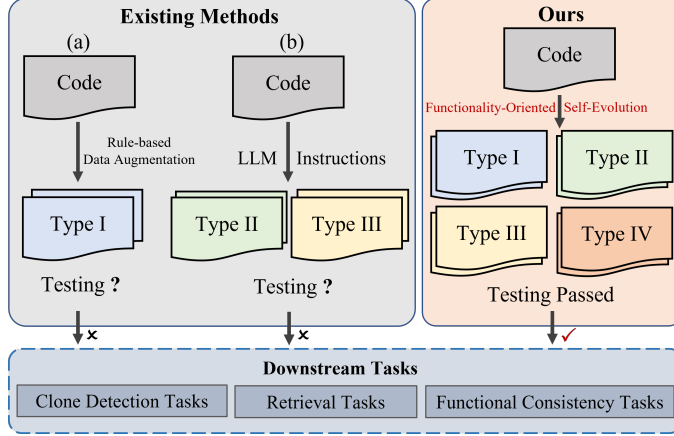 Existing Methods
(a)
Code
Rule-based
Data Augmentation
Type I
Testing ?
✘
(b)
Code
LLM Instructions
Type II
Type III
Testing ?
✘
Ours
Code
Functionality-Oriented Self-Evolution
Type I
Type II
Type III
Type IV
Testing Passed
✓
Downstream Tasks
Clone Detection Tasks
Retrieval Tasks
Functional Consistency Tasks